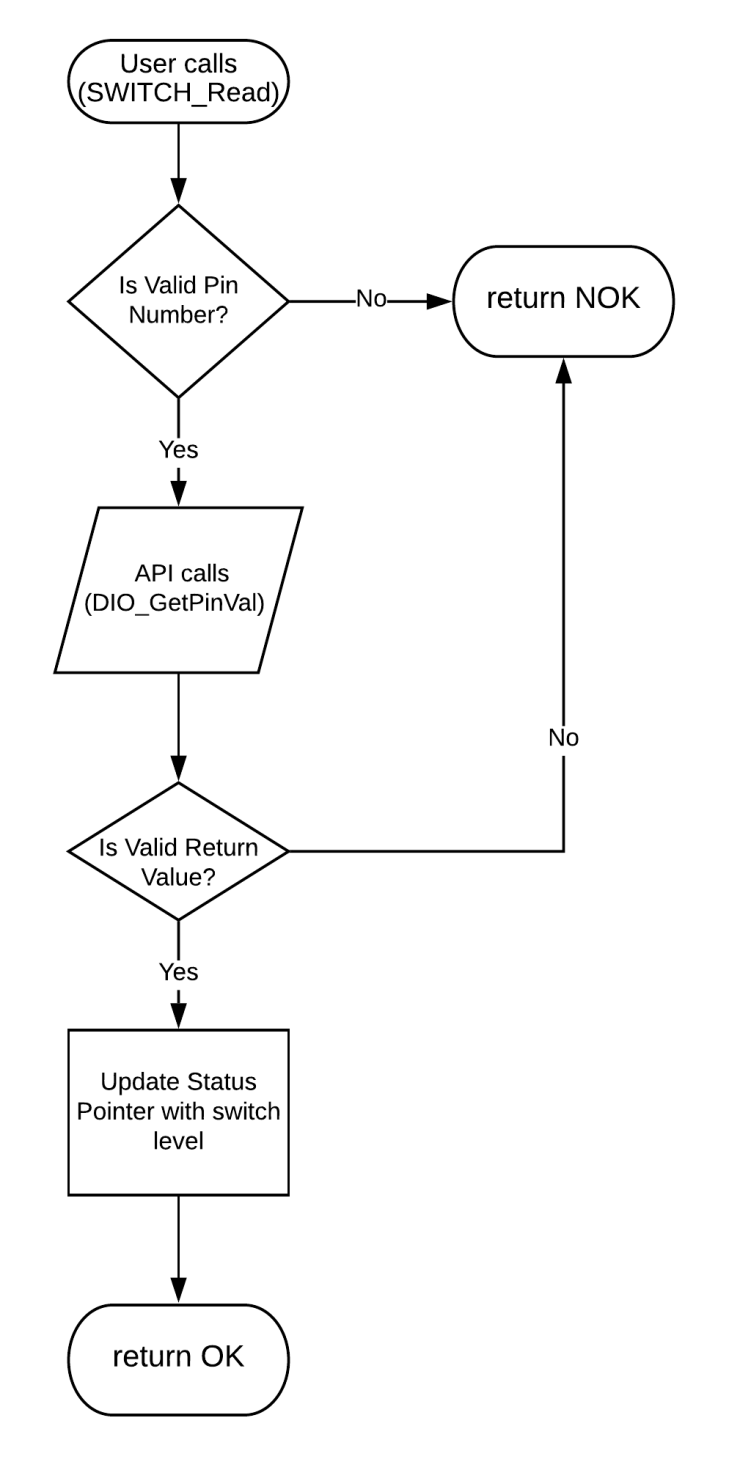 User calls
(SWITCH_Read)
Is Valid Pin
Number?
No
return NOK
Yes
API calls
(DIO_GetPinVal)
No
Is Valid Return
Value?
Yes
Update Status
Pointer with switch
level
return OK